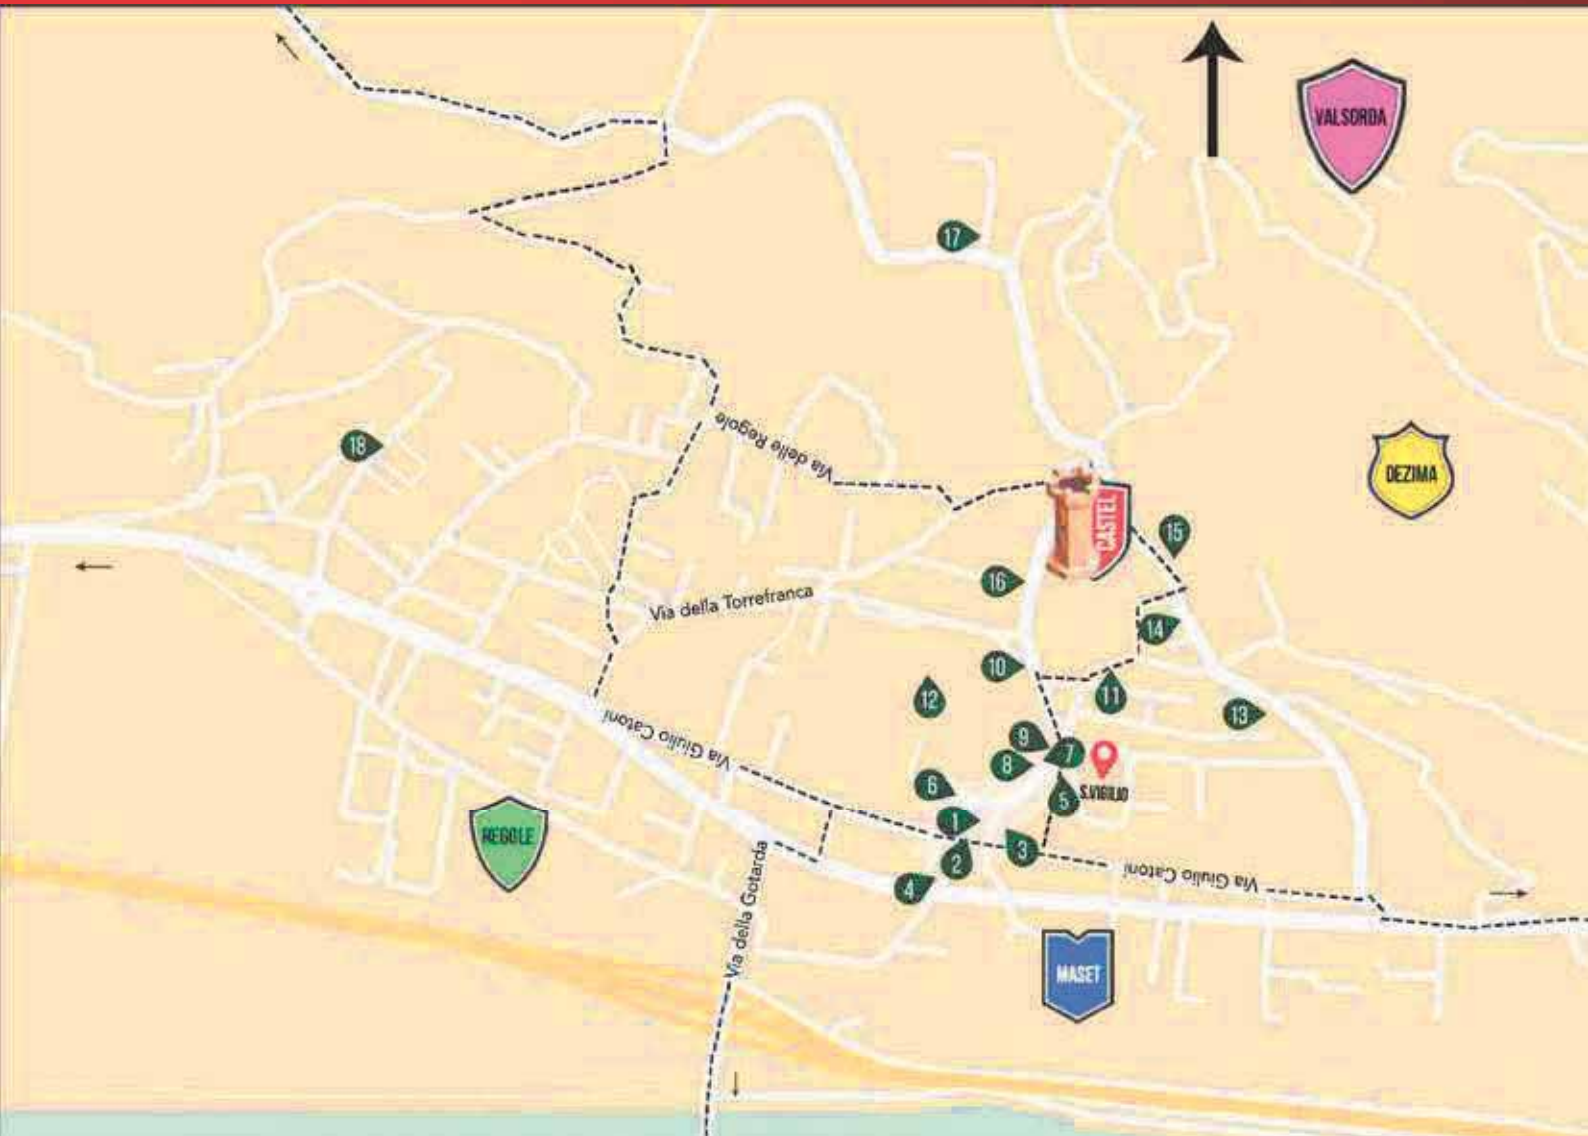 VALSORDA
17
Via delle Regole
18
DEZIMA
CASTEL
15
16
Via della Torrefranca
14
10
11
12
13
Via Giulio Catoni
9
7
8
S.VIGILIO
6
5
1
3
2
4
REGOLE
Via della Gotarda
Via Giulio Catoni
MASET